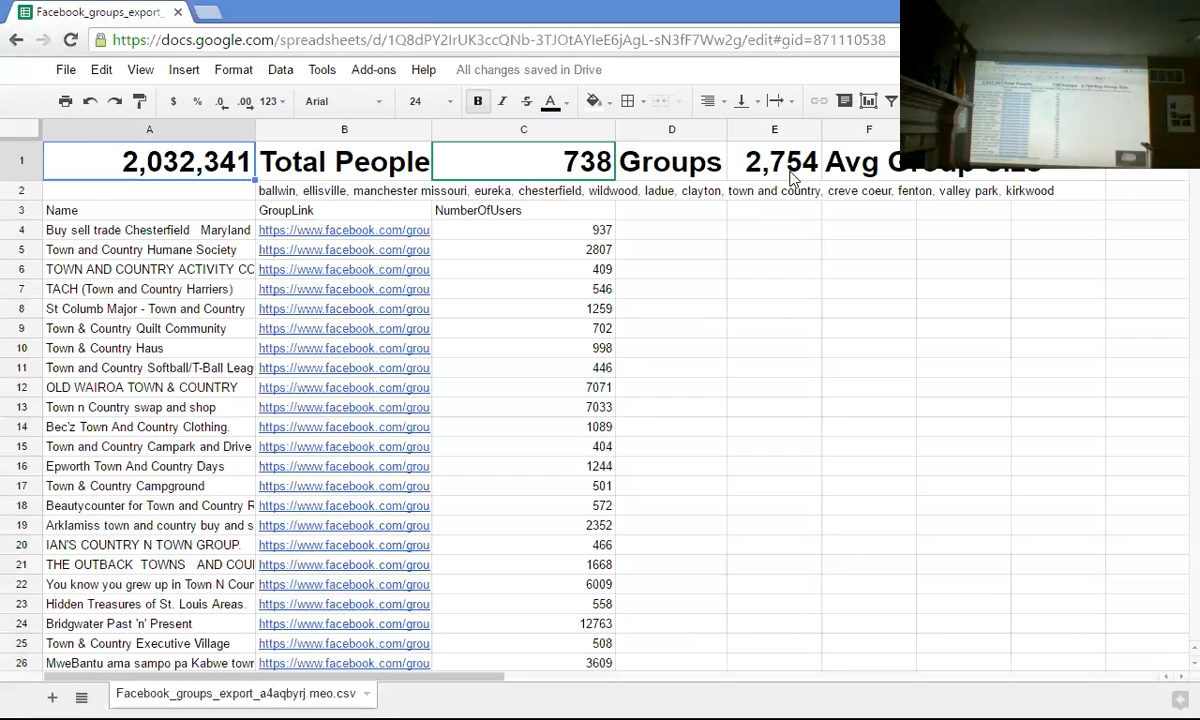 Facebook_groups_export_
https://docs.google.com/spreadsheets/d/1Q8dPY2IrUK3ccQNb-3TJOtAYIeE6jAgL-sN3fF7Ww2g/edit#gid=871110538
File Edit View Insert Format Data Tools Add-ons Help All changes saved in Drive
$ % .0 .00 123 Arial 24 B I S A
A B C D E F
1 2,032,341 Total People 738 Groups 2,754 Avg Group Size
2 ballwin, ellisville, manchester missouri, eureka, chesterfield, wildwood, ladue, clayton, town and country, creve coeur, fenton, valley park, kirkwood
3 Name GroupLink NumberOfUsers
4 Buy sell trade Chesterfield Maryland https://www.facebook.com/grou 937
5 Town and Country Humane Society https://www.facebook.com/grou 2807
6 TOWN AND COUNTRY ACTIVITY CC https://www.facebook.com/grou 409
7 TACH (Town and Country Harriers) https://www.facebook.com/grou 546
8 St Columb Major - Town and Country https://www.facebook.com/grou 1259
9 Town & Country Quilt Community https://www.facebook.com/grou 702
10 Town & Country Haus https://www.facebook.com/grou 998
11 Town and Country Softball/T-Ball Leag https://www.facebook.com/grou 446
12 OLD WAIROA TOWN & COUNTRY https://www.facebook.com/grou 7071
13 Town n Country swap and shop https://www.facebook.com/grou 7033
14 Bec'z Town And Country Clothing. https://www.facebook.com/grou 1089
15 Town and Country Campark and Drive https://www.facebook.com/grou 404
16 Epworth Town And Country Days https://www.facebook.com/grou 1244
17 Town & Country Campground https://www.facebook.com/grou 501
18 Beautycounter for Town and Country R https://www.facebook.com/grou 572
19 Arklamiss town and country buy and s https://www.facebook.com/grou 2352
20 IAN'S COUNTRY N TOWN GROUP. https://www.facebook.com/grou 466
21 THE OUTBACK TOWNS AND COU https://www.facebook.com/grou 1668
22 You know you grew up in Town N Coun https://www.facebook.com/grou 6009
23 Hidden Treasures of St. Louis Areas. https://www.facebook.com/grou 558
24 Bridgwater Past 'n' Present https://www.facebook.com/grou 12763
25 Town & Country Executive Village https://www.facebook.com/grou 508
26 MweBantu ama sampo pa Kabwe town https://www.facebook.com/grou 3609
Facebook_groups_export_a4aqbyrj meo.csv